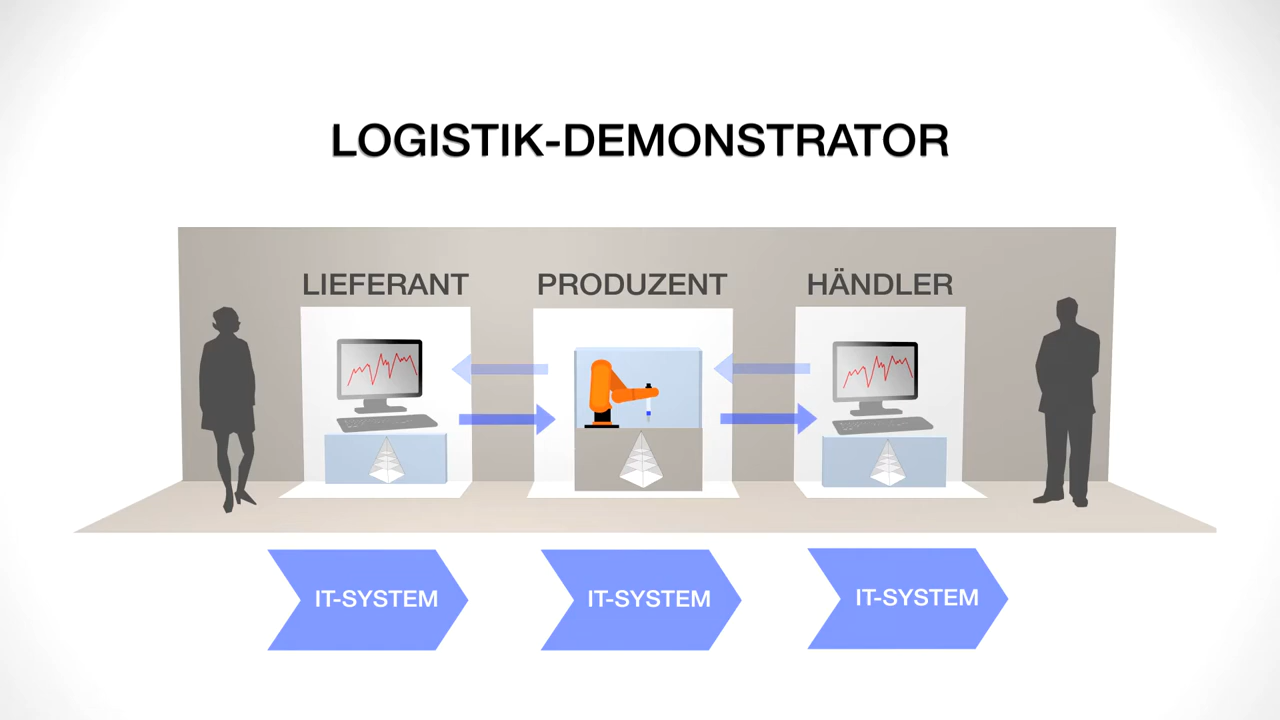 LOGISTIK-DEMONSTRATOR
LIEFERANT
PRODUZENT
HÄNDLER
IT-SYSTEM
IT-SYSTEM
IT-SYSTEM